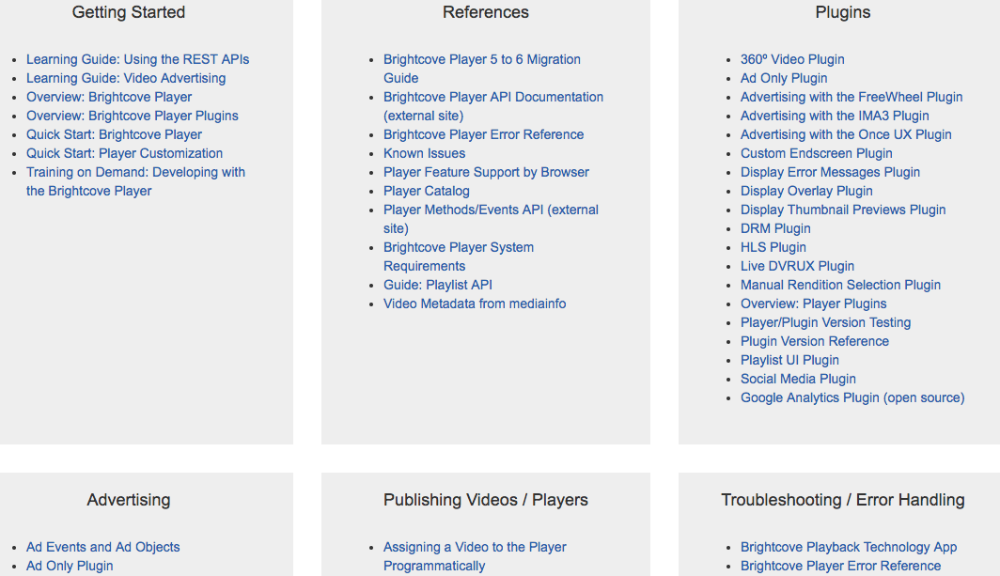 Getting Started
Learning Guide: Using the REST APIs
Learning Guide: Video Advertising
Overview: Brightcove Player
Overview: Brightcove Player Plugins
Quick Start: Brightcove Player
Quick Start: Player Customization
Training on Demand: Developing with
the Brightcove Player
References
Brightcove Player 5 to 6 Migration
Guide
Brightcove Player API Documentation
(external site)
Brightcove Player Error Reference
Known Issues
Player Feature Support by Browser
Player Catalog
Player Methods/Events API (external
site)
Brightcove Player System
Requirements
Guide: Playlist API
Video Metadata from mediainfo
Plugins
360º Video Plugin
Ad Only Plugin
Advertising with the FreeWheel Plugin
Advertising with the IMA3 Plugin
Advertising with the Once UX Plugin
Custom Endscreen Plugin
Display Error Messages Plugin
Display Overlay Plugin
Display Thumbnail Previews Plugin
DRM Plugin
HLS Plugin
Live DVRUX Plugin
Manual Rendition Selection Plugin
Overview: Player Plugins
Player/Plugin Version Testing
Plugin Version Reference
Playlist UI Plugin
Social Media Plugin
Google Analytics Plugin (open source)
Advertising
Ad Events and Ad Objects
Ad Only Plugin
Publishing Videos / Players
Assigning a Video to the Player
Programmatically
Troubleshooting / Error Handling
Brightcove Playback Technology App
Brightcove Player Error Reference